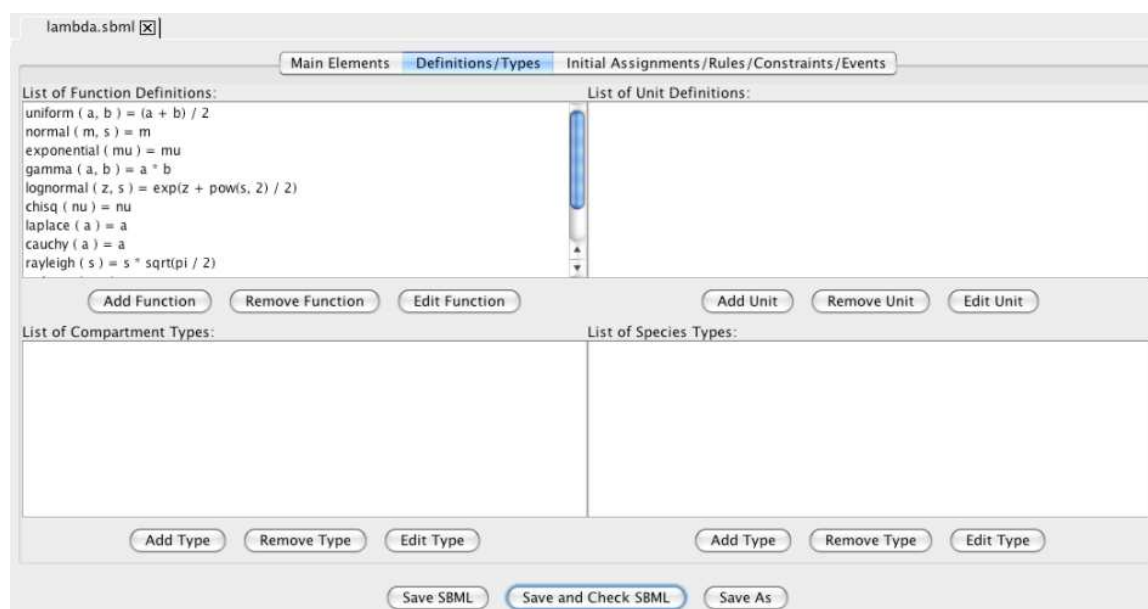 lambda.sbml
Main Elements Definitions/Types Initial Assignments/Rules/Constraints/Events
List of Function Definitions:
uniform ( a, b ) = (a + b) / 2
normal ( m, s ) = m
exponential ( mu ) = mu
gamma ( a, b ) = a * b
lognormal ( z, s ) = exp(z + pow(s, 2) / 2)
chisq ( nu ) = nu
laplace ( a ) = a
cauchy ( a ) = a
rayleigh ( s ) = s * sqrt(pi / 2)
Add Function Remove Function Edit Function
List of Unit Definitions:
Add Unit Remove Unit Edit Unit
List of Compartment Types:
Add Type Remove Type Edit Type
List of Species Types:
Add Type Remove Type Edit Type
Save SBML Save and Check SBML Save As